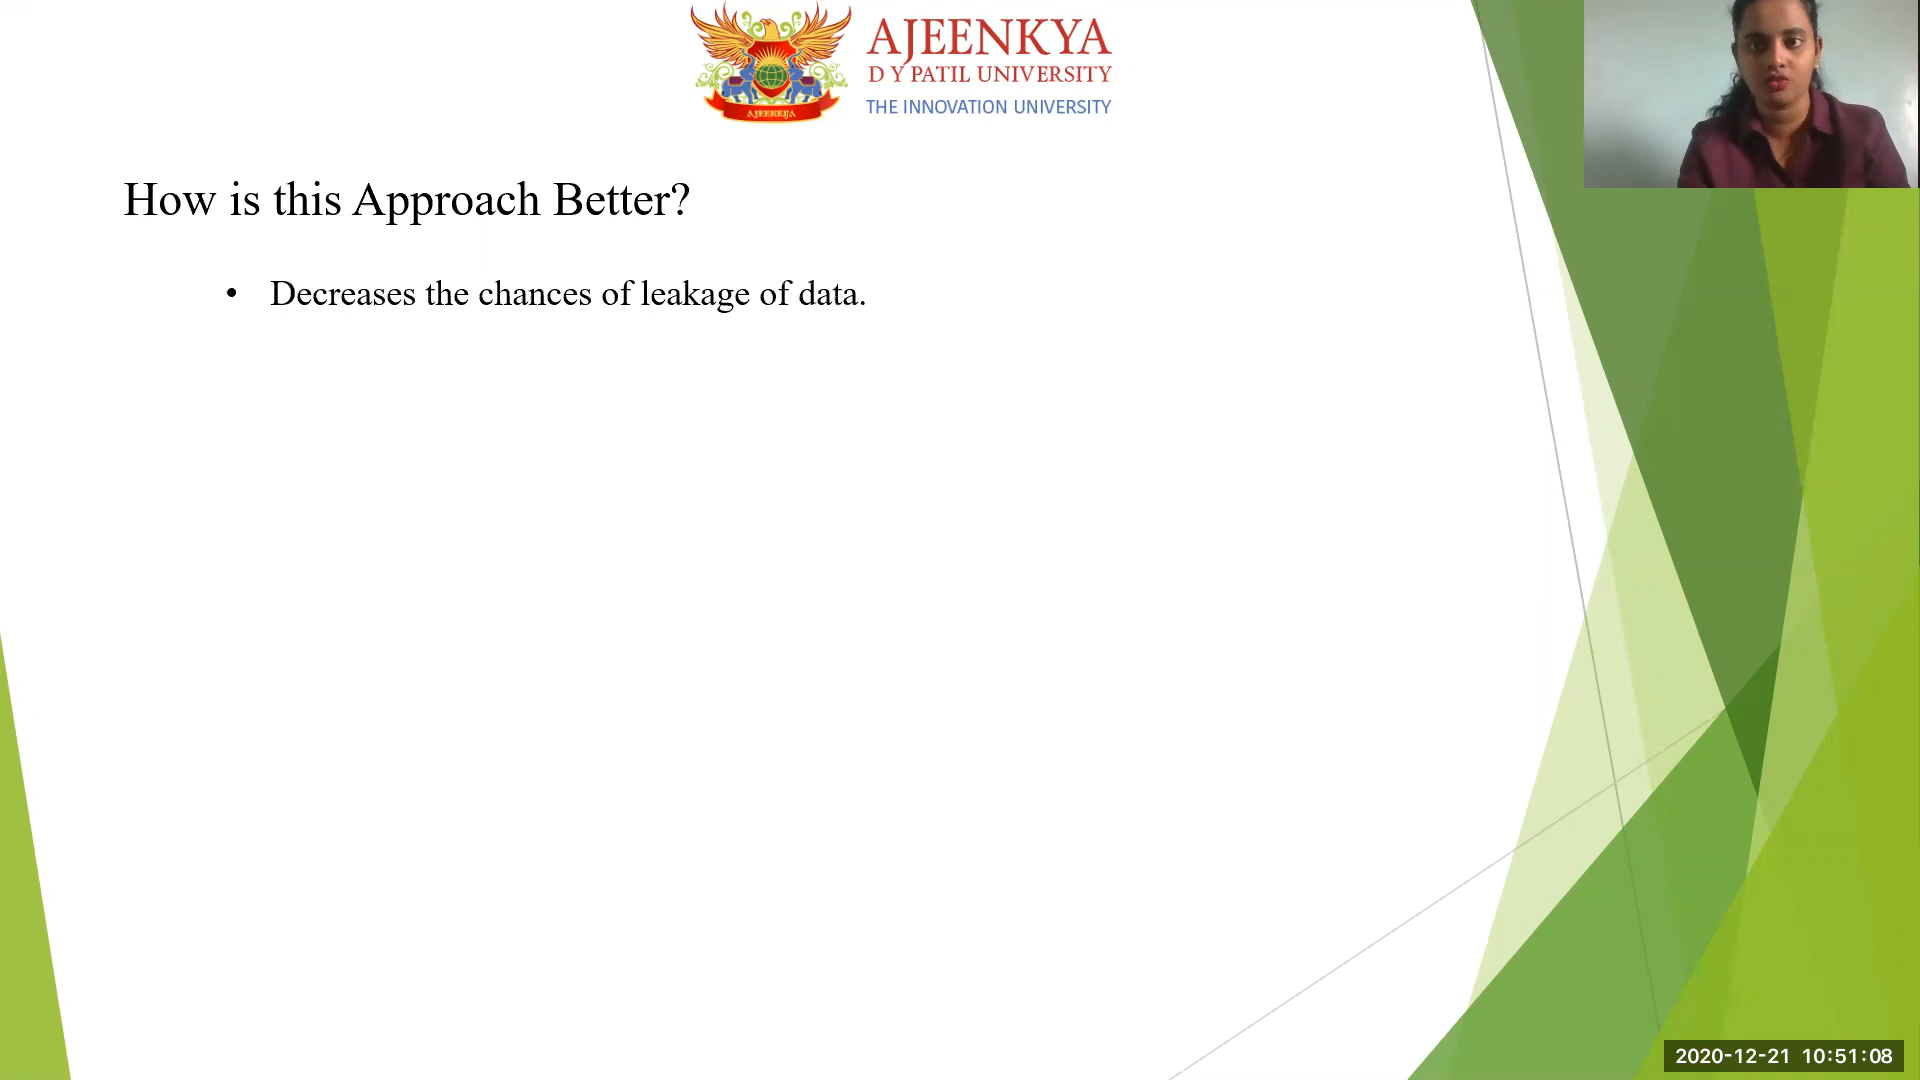 AJEENKYA
D Y PATIL UNIVERSITY
THE INNOVATION UNIVERSITY
AJEENKYA
How is this Approach Better?
• Decreases the chances of leakage of data.
2020-12-21 10:51:08